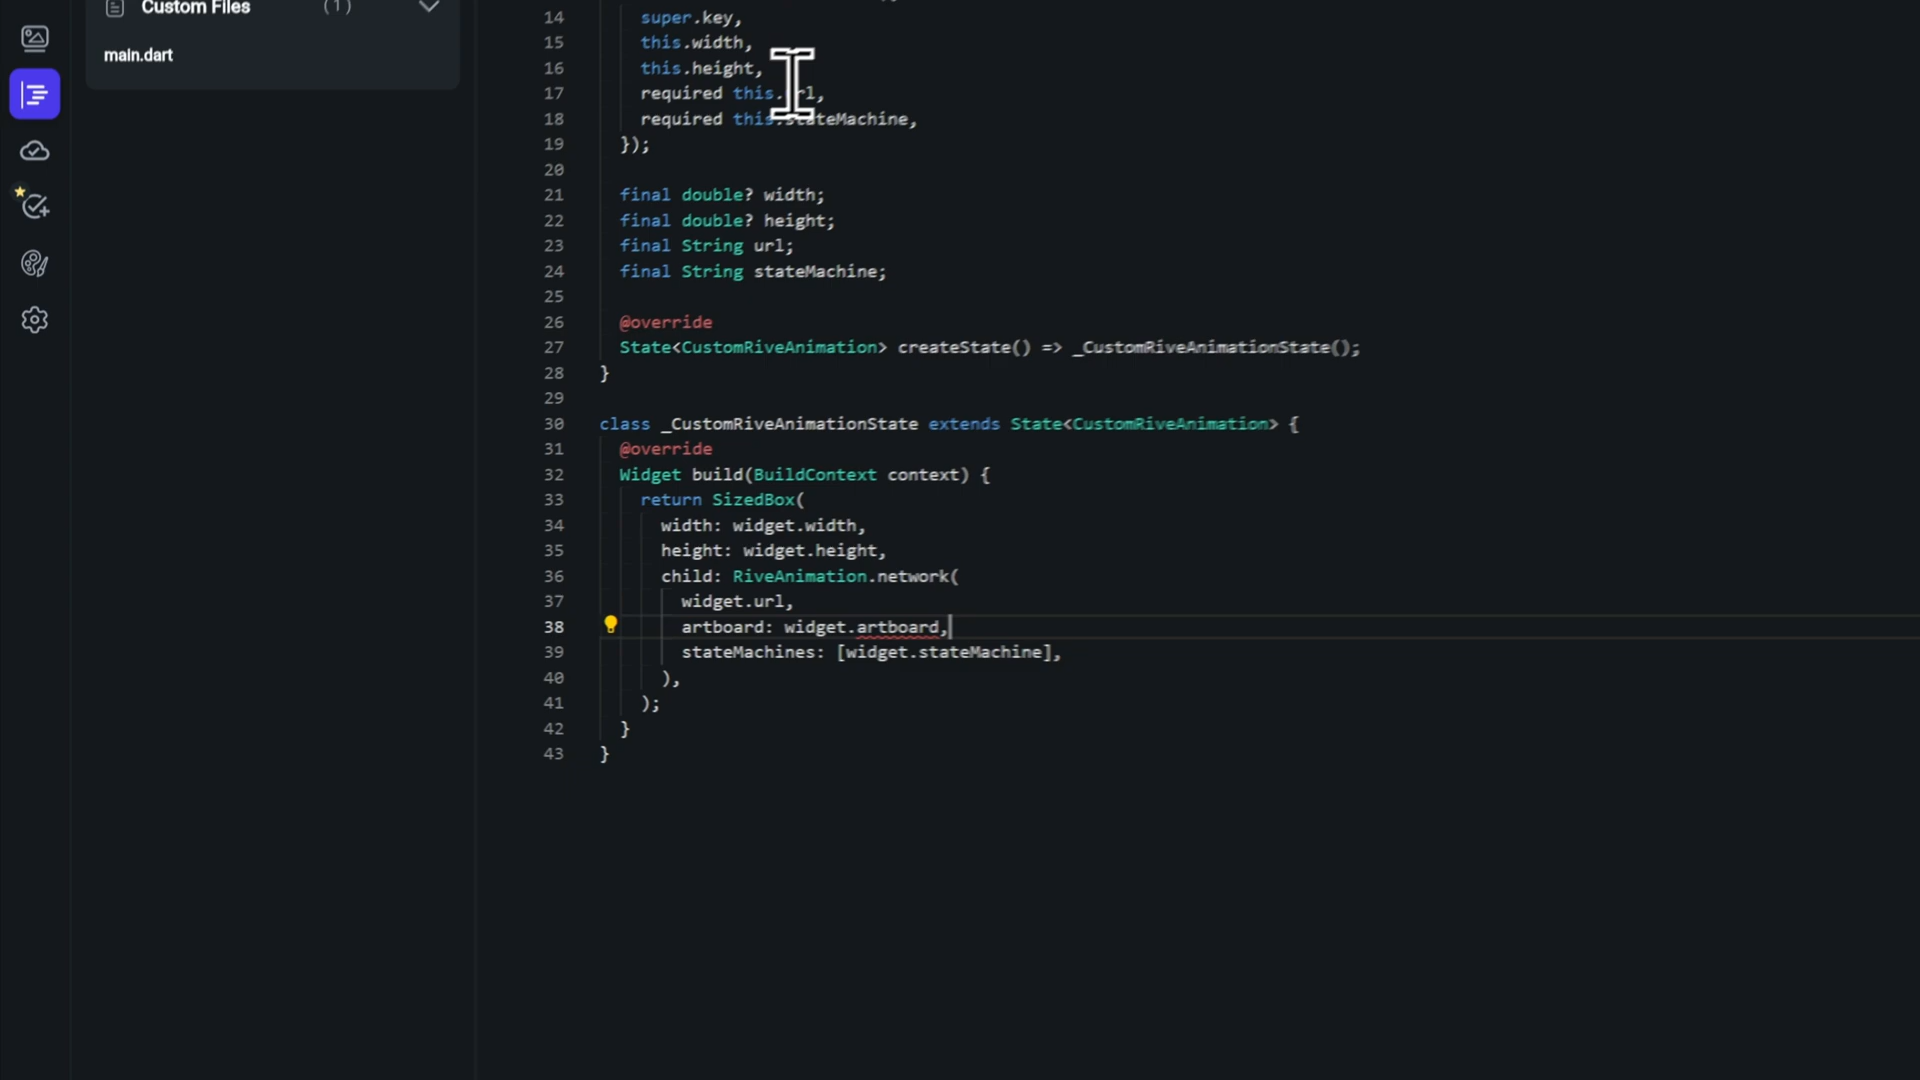 Custom Files (1)
main.dart
14 super.key,
15 this.width,
16 this.height,
17 required this.url,
18 required this.stateMachine,
19 });
20
21 final double? width;
22 final double? height;
23 final String url;
24 final String stateMachine;
25
26 @override
27 State<CustomRiveAnimation> createState() => _CustomRiveAnimationState();
28 }
29
30 class _CustomRiveAnimationState extends State<CustomRiveAnimation> {
31 @override
32 Widget build(BuildContext context) {
33 return SizedBox(
34 width: widget.width,
35 height: widget.height,
36 child: RiveAnimation.network(
37 widget.url,
38 artboard: widget.artboard,
39 stateMachines: [widget.stateMachine],
40 ),
41 );
42 }
43 }